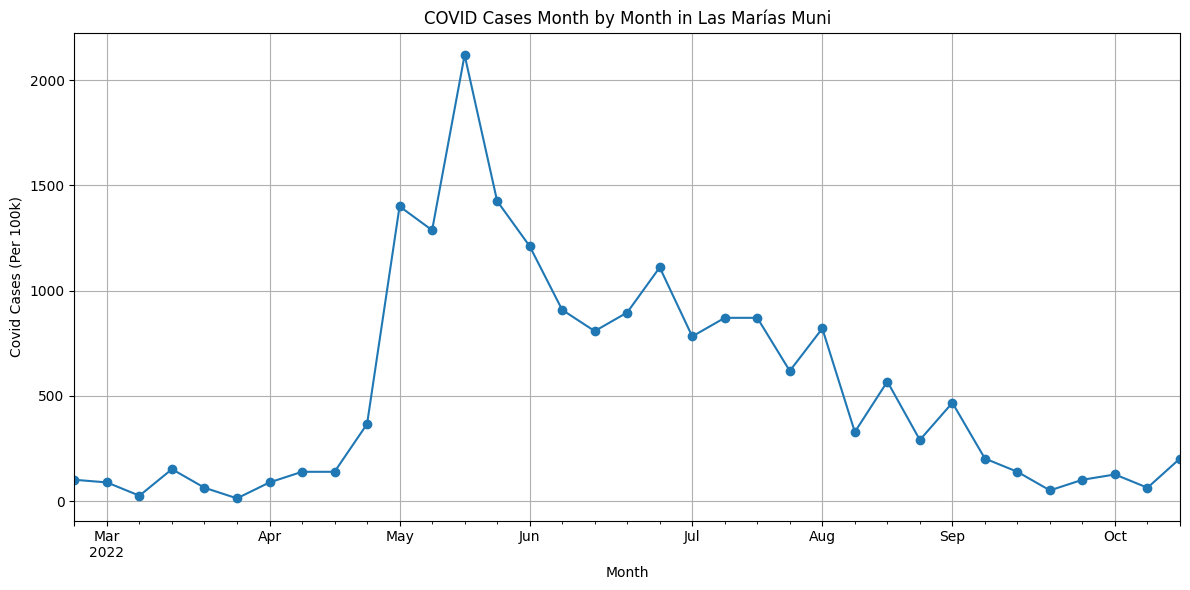 COVID Cases Month by Month in Las Marías Muni
Covid Cases (Per 100k)
2000
1500
1000
500
0
Mar Apr May Jun Jul Aug Sep Oct
2022
Month